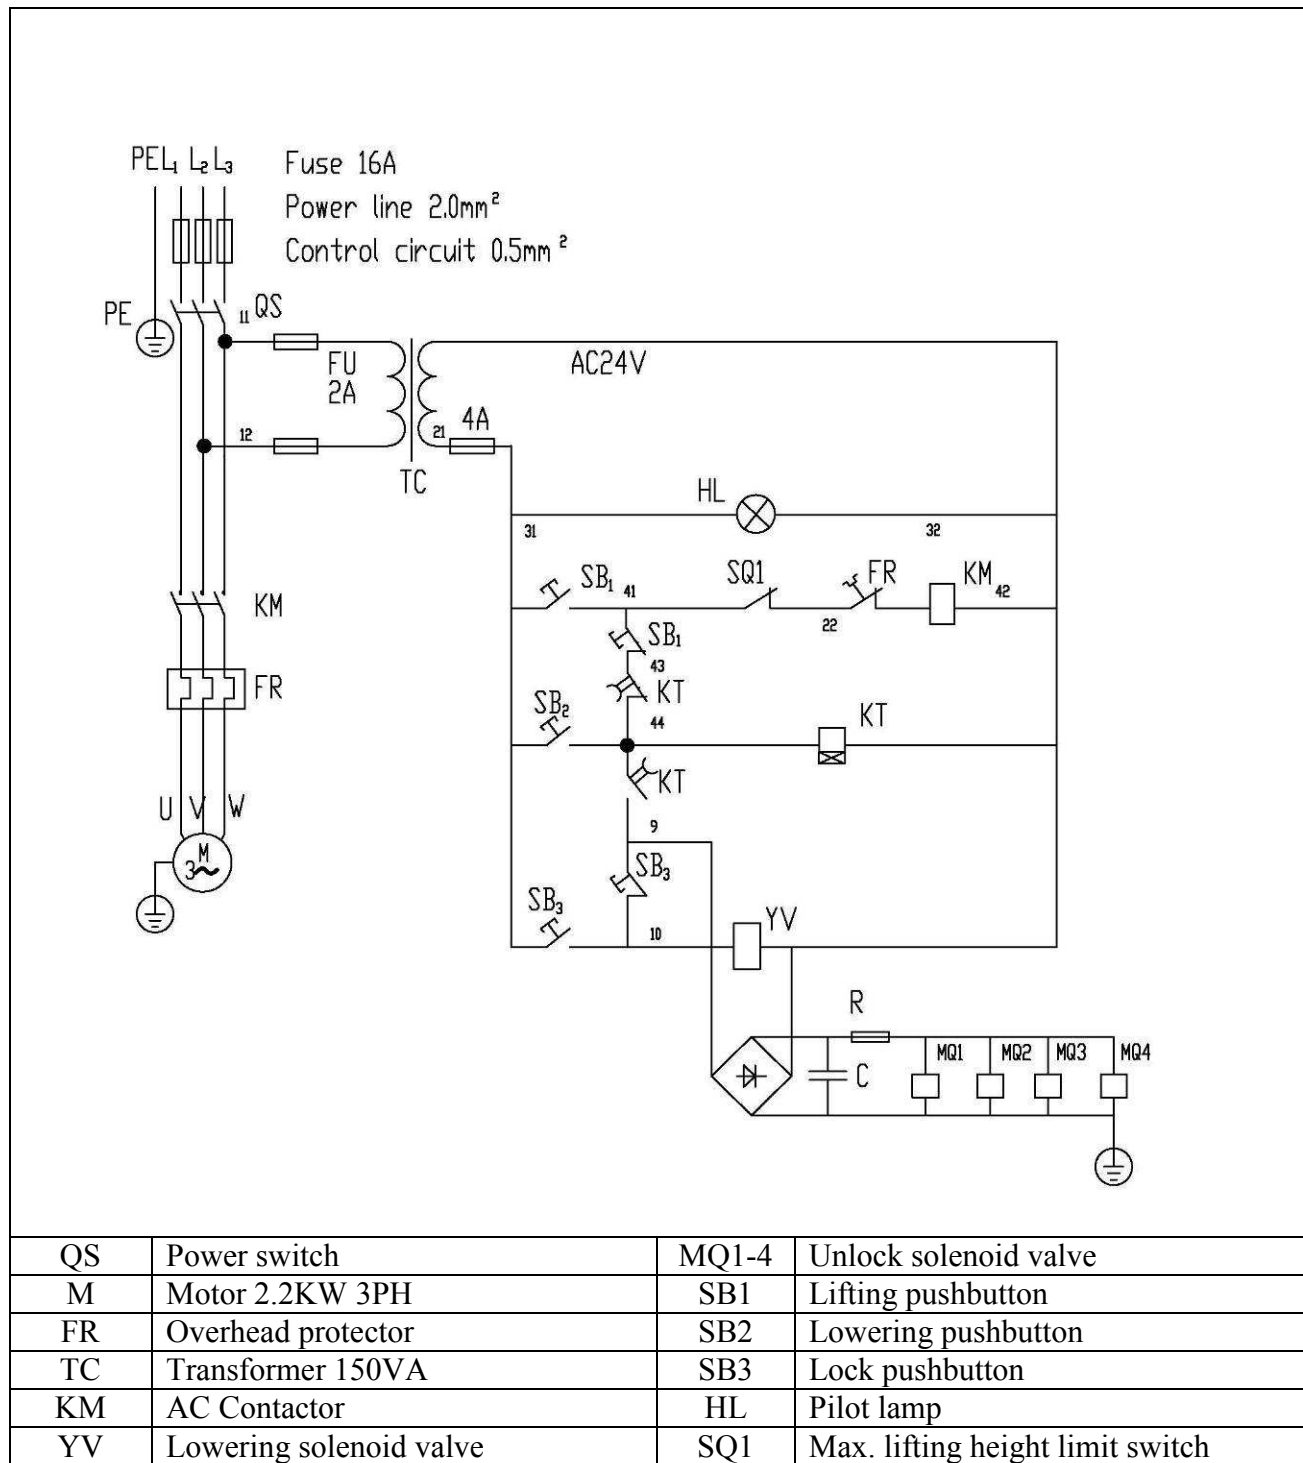 PE L₁ L₂ L₃
Fuse 16A
Power line 2.0mm²
Control circuit 0.5mm²
PE
11
QS
FU
2A
AC24V
12
21
4A
TC
HL
31
32
SB₁
41
SQ1
FR
KM
42
22
KM
SB₁
43
FR
KT
SB₂
44
KT
KT
U V W
9
M
3~
SB₃
SB₃
10
YV
R
MQ1 MQ2 MQ3 MQ4
C
QS Power switch MQ1-4 Unlock solenoid valve
M Motor 2.2KW 3PH SB1 Lifting pushbutton
FR Overhead protector SB2 Lowering pushbutton
TC Transformer 150VA SB3 Lock pushbutton
KM AC Contactor HL Pilot lamp
YV Lowering solenoid valve SQ1 Max. lifting height limit switch